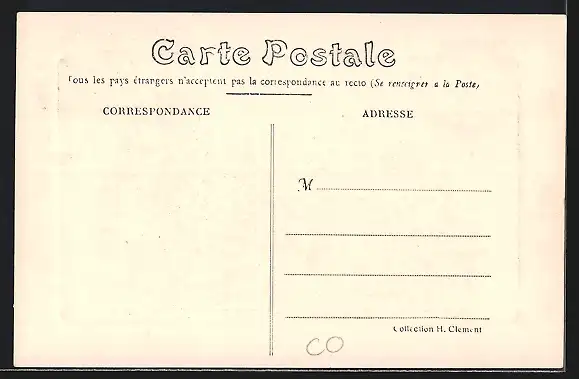 Carte Postale
Tous les pays étrangers n'acceptent pas la correspondance au recto (Se renseigner a la Poste)
CORRESPONDANCE
ADRESSE
M
Collection H. Clement
CO